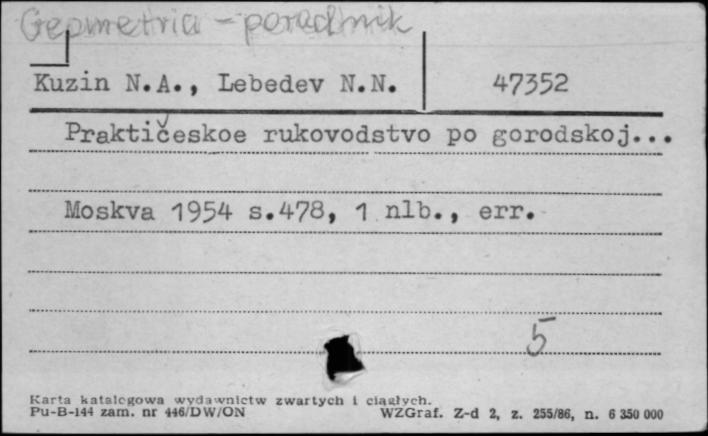 Geometria - poradnik
Kuzin N.A., Lebedev N.N. 47352
Praktičeskoe rukovodstvo po gorodskoj...
Moskva 1954 s.478, 1 nlb., err.
5
Karta katalogowa wydawnictw zwartych i ciągłych.
Pu-B-144 zam. nr 446/DW/ON WZGraf. Z-d 2, z. 255/86, n. 6 350 000